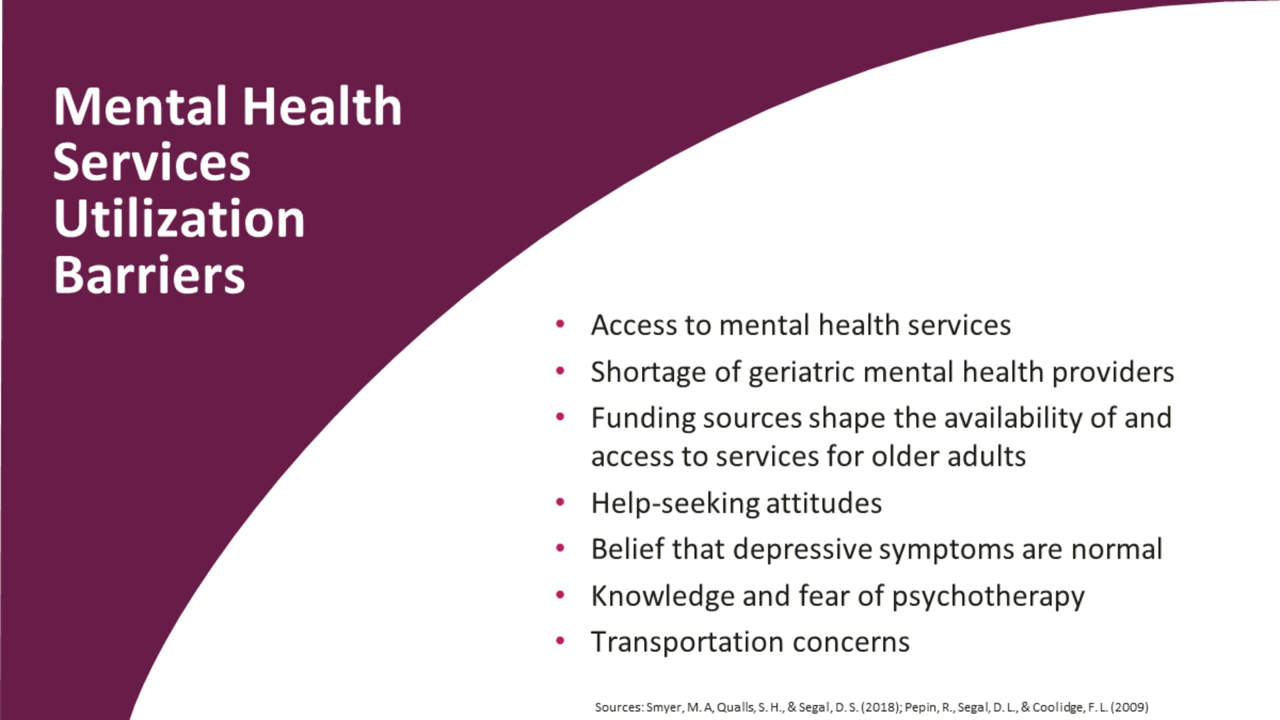 Mental Health
Services
Utilization
Barriers
• Access to mental health services
• Shortage of geriatric mental health providers
• Funding sources shape the availability of and
access to services for older adults
• Help-seeking attitudes
• Belief that depressive symptoms are normal
• Knowledge and fear of psychotherapy
• Transportation concerns
Sources: Smyer, M. A, Qualls, S. H., & Segal, D. S. (2018); Pepin, R., Segal, D. L., & Coolidge, F. L. (2009)